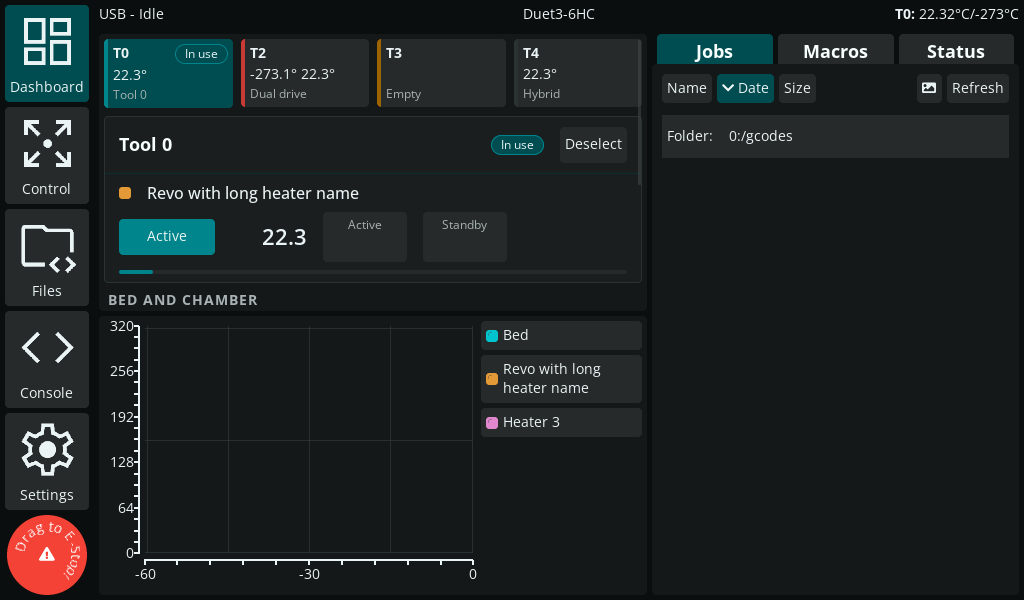 USB - Idle
Duet3-6HC
T0: 22.32°C/-273°C
Dashboard
Control
Files
Console
Settings
Drag to E-Stop!
T0
In use
22.3°
Tool 0
T2
-273.1° 22.3°
Dual drive
T3
Empty
T4
22.3°
Hybrid
Tool 0
In use
Deselect
Revo with long heater name
Active
22.3
Active
Standby
BED AND CHAMBER
320
256
192
128
64
0
-60
-30
0
Bed
Revo with long
heater name
Heater 3
Jobs
Macros
Status
Name
Date
Size
Refresh
Folder: 0:/gcodes